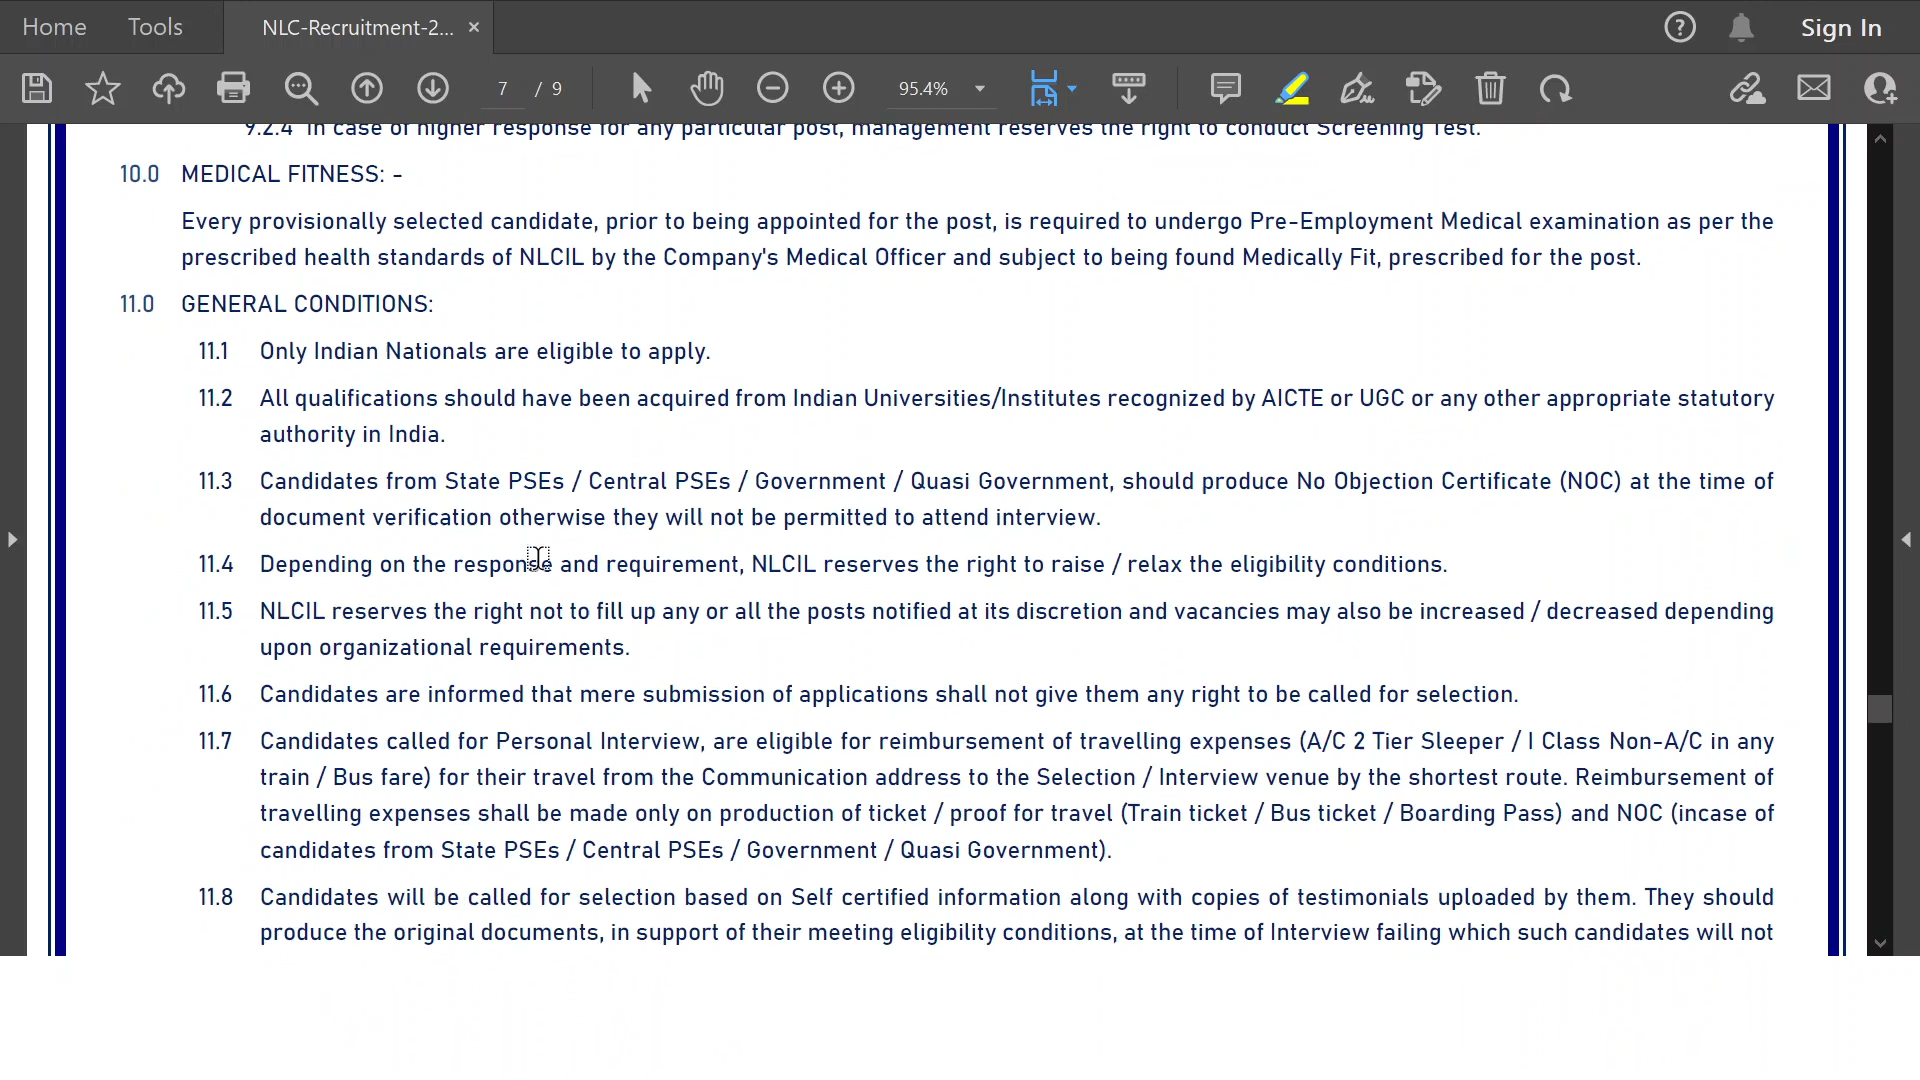 Home Tools NLC-Recruitment-2... × Sign In
7 / 9 95.4%
9.2.4 In case of higher response for any particular post, management reserves the right to conduct Screening Test.
10.0 MEDICAL FITNESS: -
Every provisionally selected candidate, prior to being appointed for the post, is required to undergo Pre-Employment Medical examination as per the
prescribed health standards of NLCIL by the Company's Medical Officer and subject to being found Medically Fit, prescribed for the post.
11.0 GENERAL CONDITIONS:
11.1 Only Indian Nationals are eligible to apply.
11.2 All qualifications should have been acquired from Indian Universities/Institutes recognized by AICTE or UGC or any other appropriate statutory
authority in India.
11.3 Candidates from State PSEs / Central PSEs / Government / Quasi Government, should produce No Objection Certificate (NOC) at the time of
document verification otherwise they will not be permitted to attend interview.
11.4 Depending on the response and requirement, NLCIL reserves the right to raise / relax the eligibility conditions.
11.5 NLCIL reserves the right not to fill up any or all the posts notified at its discretion and vacancies may also be increased / decreased depending
upon organizational requirements.
11.6 Candidates are informed that mere submission of applications shall not give them any right to be called for selection.
11.7 Candidates called for Personal Interview, are eligible for reimbursement of travelling expenses (A/C 2 Tier Sleeper / I Class Non-A/C in any
train / Bus fare) for their travel from the Communication address to the Selection / Interview venue by the shortest route. Reimbursement of
travelling expenses shall be made only on production of ticket / proof for travel (Train ticket / Bus ticket / Boarding Pass) and NOC (incase of
candidates from State PSEs / Central PSEs / Government / Quasi Government).
11.8 Candidates will be called for selection based on Self certified information along with copies of testimonials uploaded by them. They should
produce the original documents, in support of their meeting eligibility conditions, at the time of Interview failing which such candidates will not